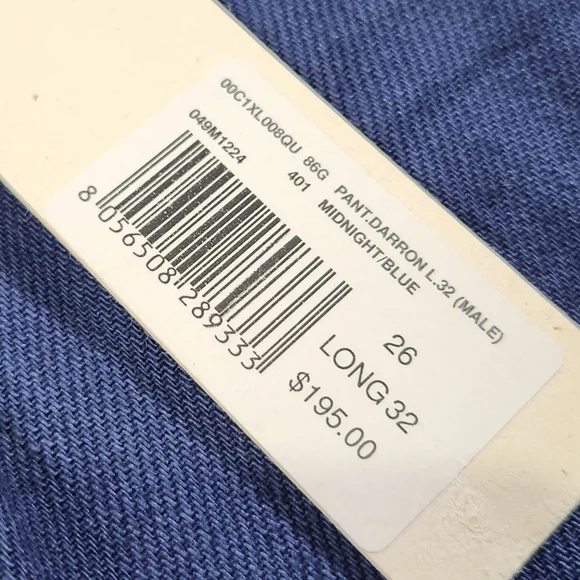 00C1XL008QU 86G PANT.DARRON L.32 (MALE)
049M1224 401 MIDNIGHT/BLUE
8 056508 289333
26
LONG 32
$195.00